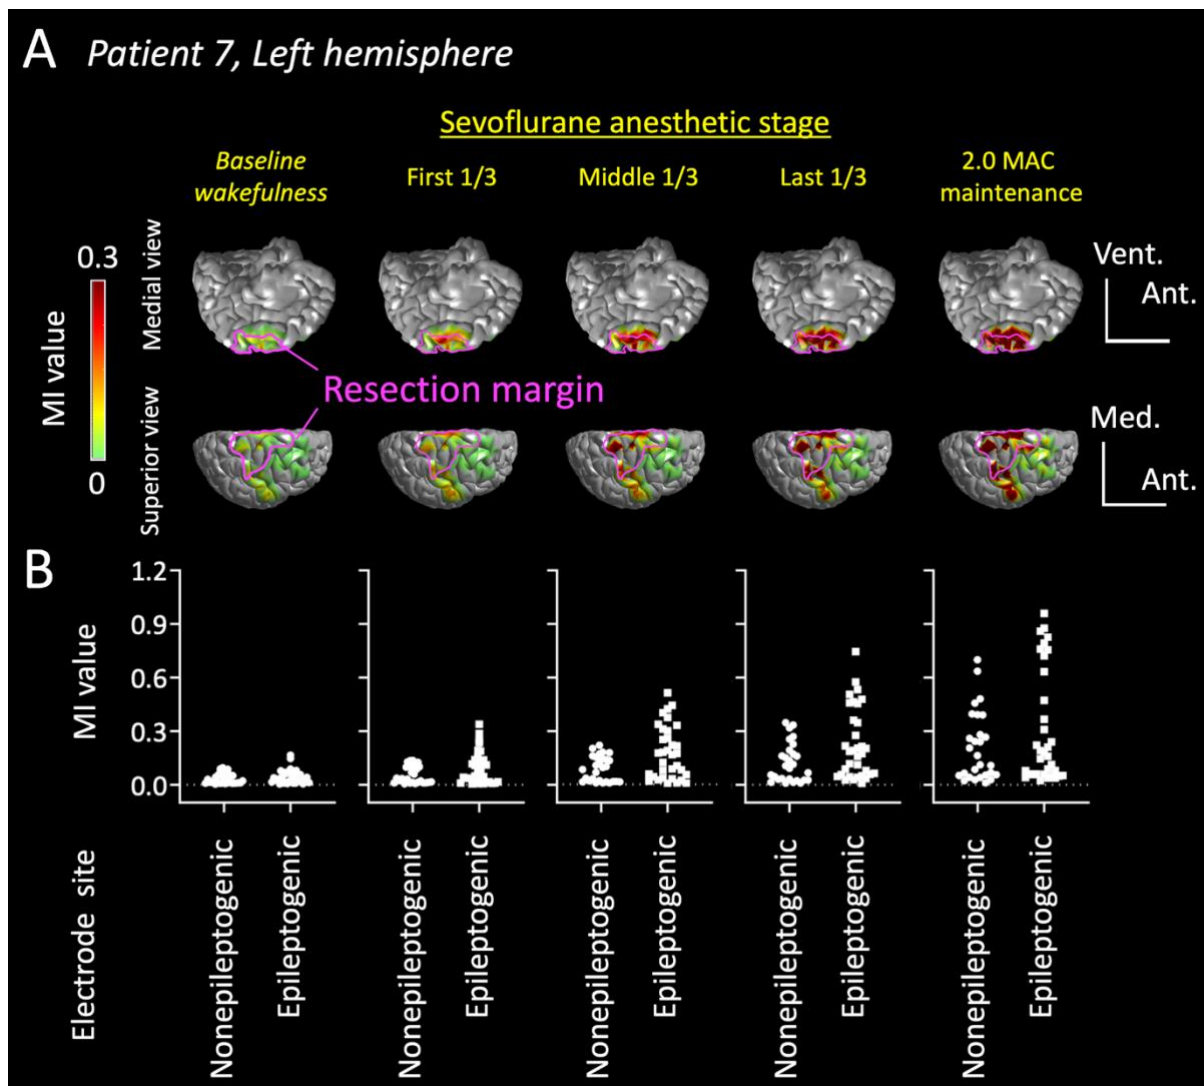 A Patient 7, Left hemisphere
Sevoflurane anesthetic stage
Baseline
wakefulness
First 1/3
Middle 1/3
Last 1/3
2.0 MAC
maintenance
MI value
0.3
0
Medial view
Vent.
Ant.
Resection margin
Superior view
Med.
Ant.
B
MI value
1.2
0.9
0.6
0.3
0.0
Electrode site
Nonepileptogenic
Epileptogenic
Nonepileptogenic
Epileptogenic
Nonepileptogenic
Epileptogenic
Nonepileptogenic
Epileptogenic
Nonepileptogenic
Epileptogenic